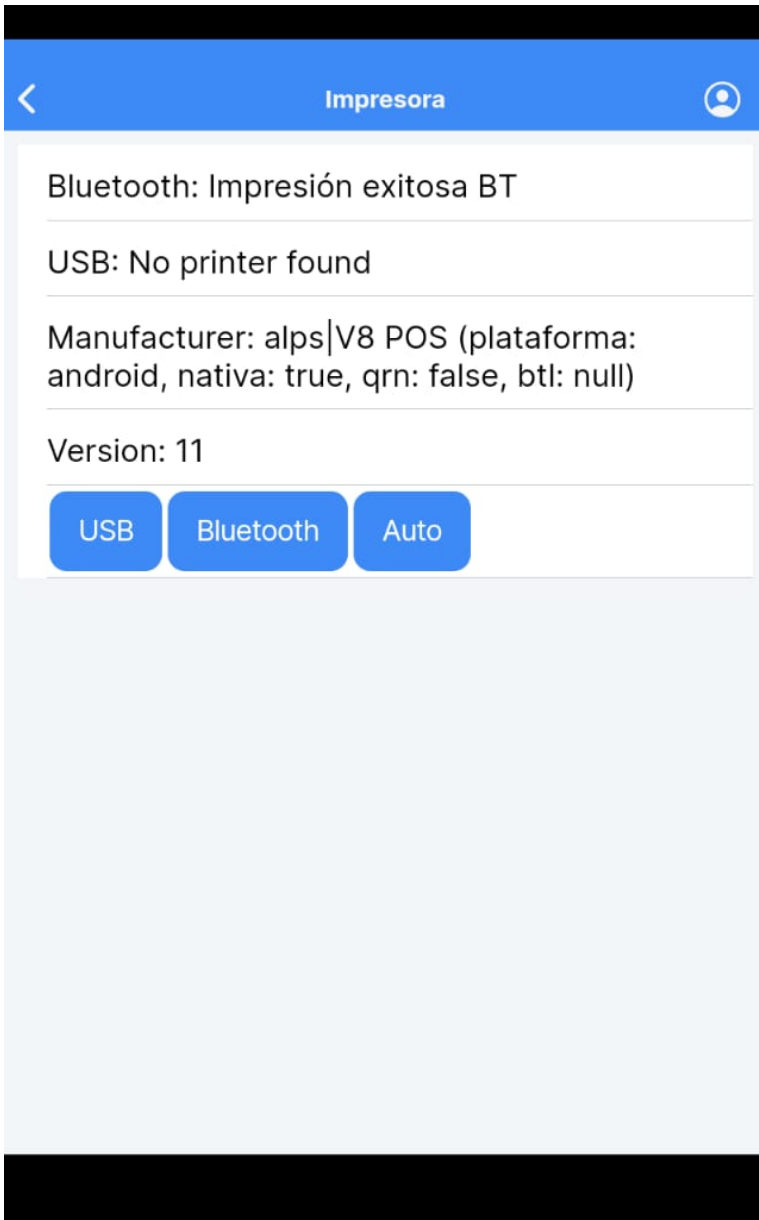 Impresora
Bluetooth: Impresión exitosa BT
USB: No printer found
Manufacturer: alps|V8 POS (plataforma:
android, nativa: true, qrn: false, btl: null)
Version: 11
USB Bluetooth Auto